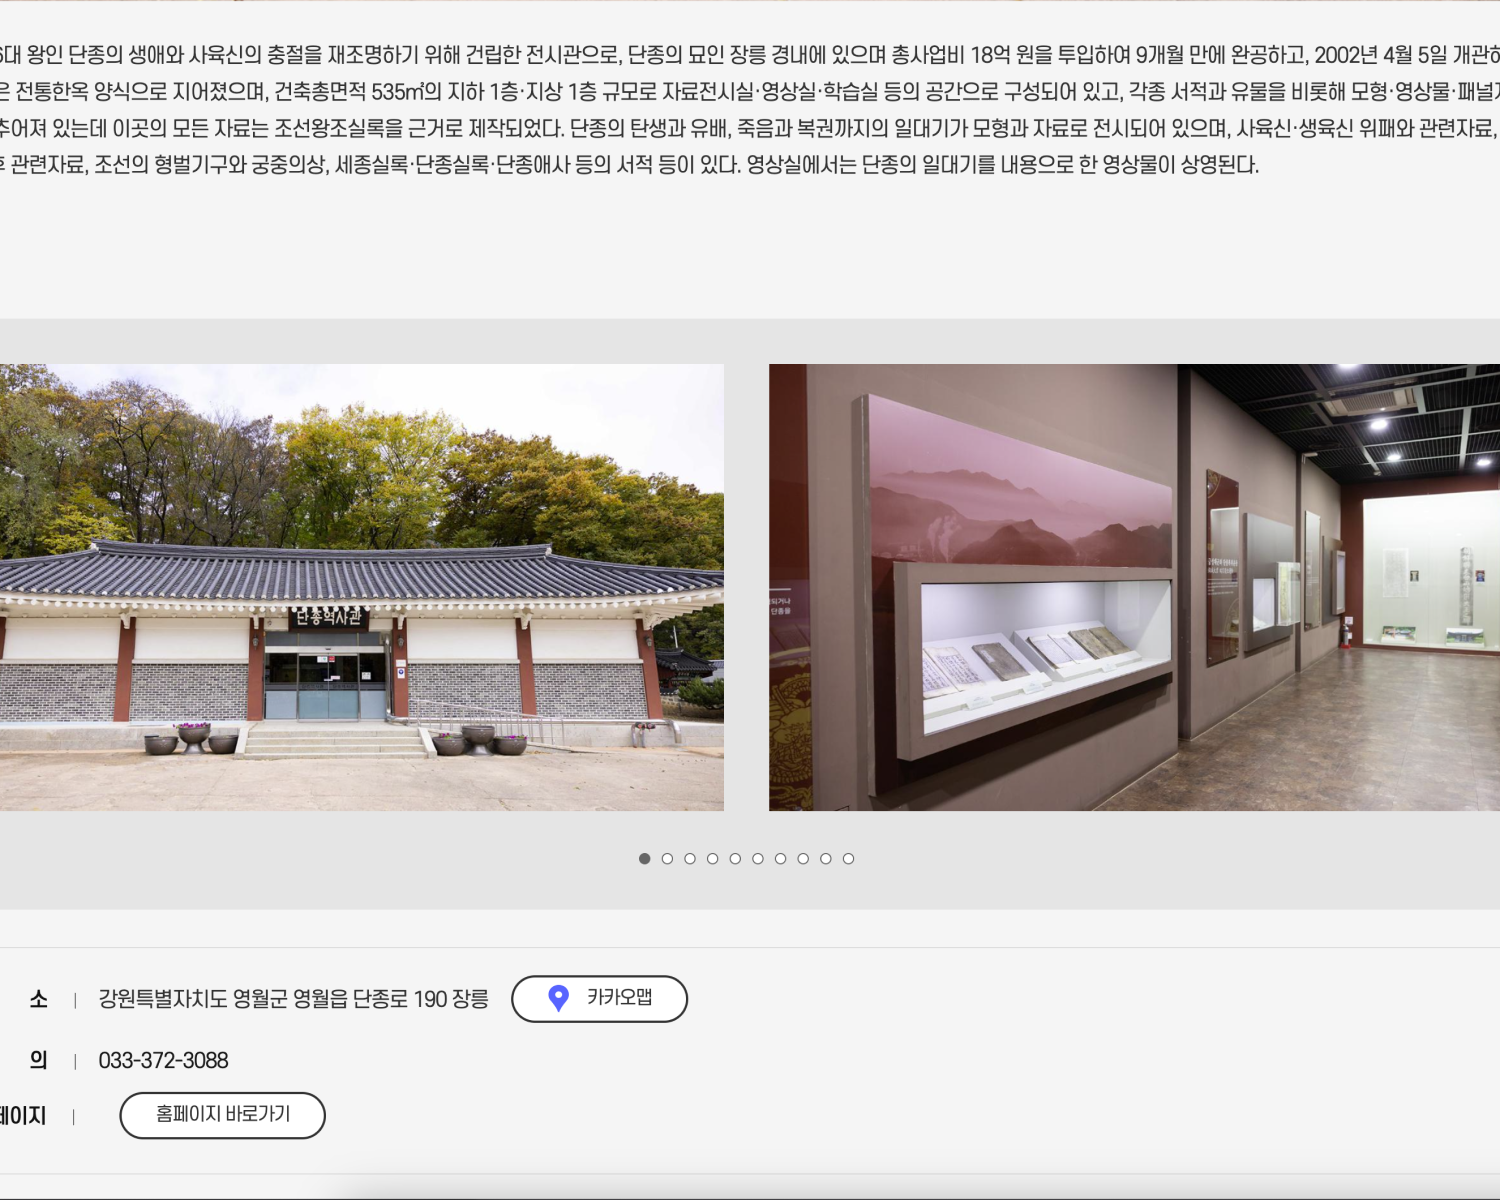 6대 왕인 단종의 생애와 사육신의 충절을 재조명하기 위해 건립한 전시관으로, 단종의 묘인 장릉 경내에 있으며 총사업비 18억 원을 투입하여 9개월 만에 완공하고, 2002년 4월 5일 개관하
은 전통한옥 양식으로 지어졌으며, 건축총면적 535㎡의 지하 1층·지상 1층 규모로 자료전시실·영상실·학습실 등의 공간으로 구성되어 있고, 각종 서적과 유물을 비롯해 모형·영상물·패널
추어져 있는데 이곳의 모든 자료는 조선왕조실록을 근거로 제작되었다. 단종의 탄생과 유배, 죽음과 복권까지의 일대기가 모형과 자료로 전시되어 있으며, 사육신·생육신 위패와 관련자료,
관련자료, 조선의 형벌기구와 궁중의상, 세종실록·단종실록·단종애사 등의 서적 등이 있다. 영상실에서는 단종의 일대기를 내용으로 한 영상물이 상영된다.
단종역사관
되거나
단종을
소 | 강원특별자치도 영월군 영월읍 단종로 190 장릉 카카오맵
의 | 033-372-3088
페이지 | 홈페이지 바로가기